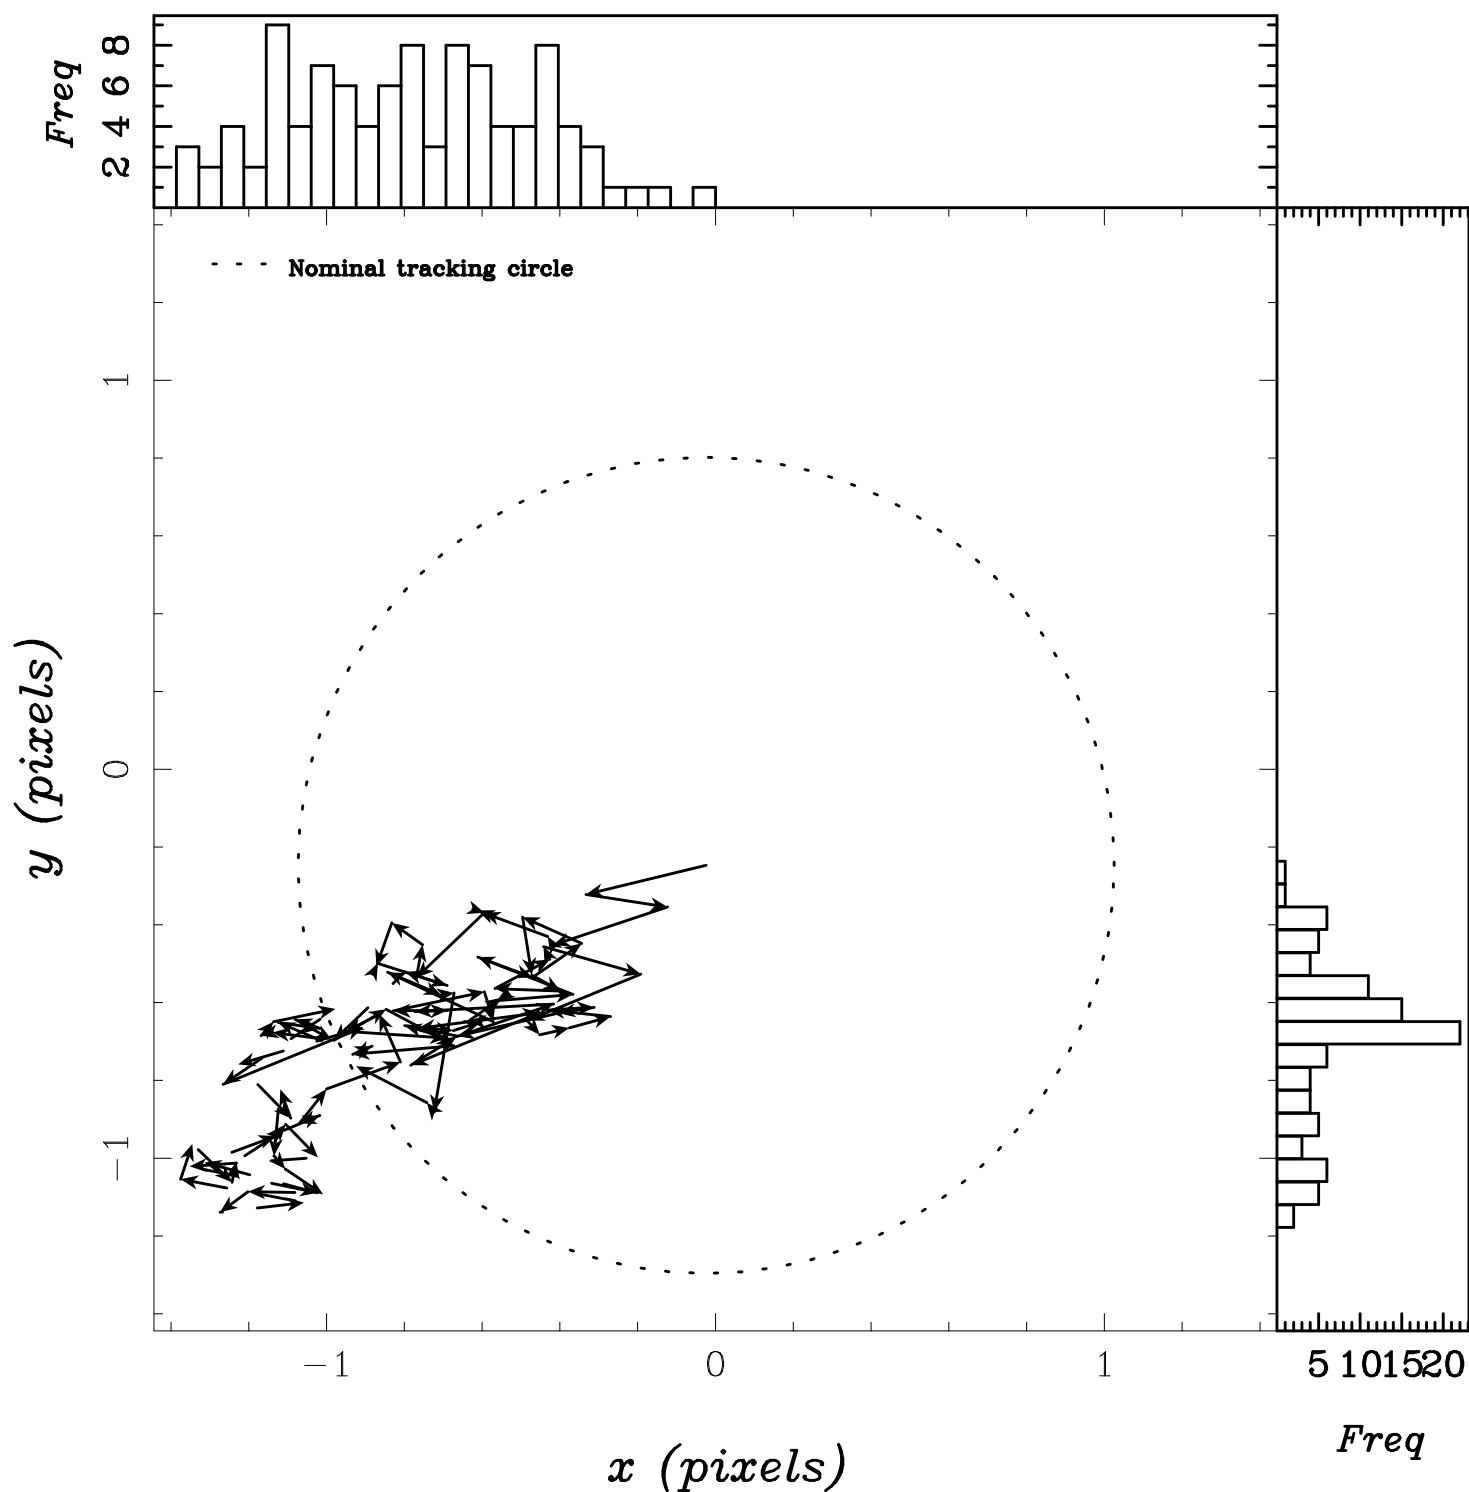 Freq
2 4 6 8
Nominal tracking circle
y (pixels)
1
0
−1
−1 0 1
5 10 15 20
x (pixels)
Freq